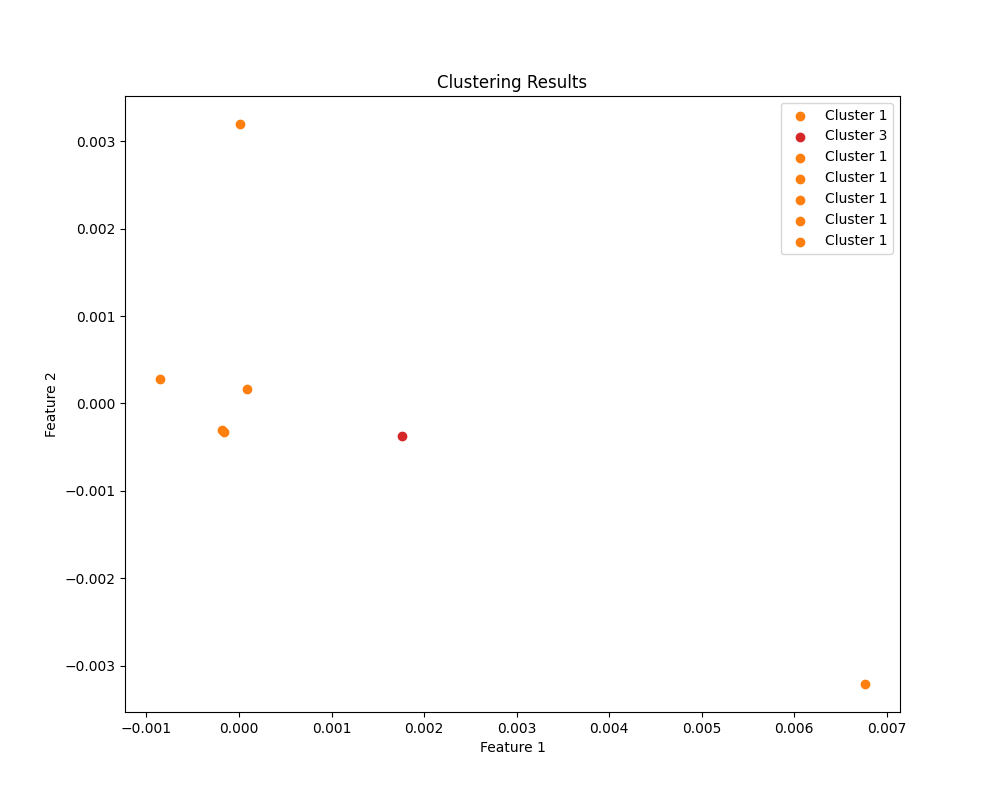 Clustering Results
Cluster 1
Cluster 3
Cluster 1
Cluster 1
Cluster 1
Cluster 1
Cluster 1
0.003
0.002
0.001
0.000
−0.001
−0.002
−0.003
Feature 2
−0.001 0.000 0.001 0.002 0.003 0.004 0.005 0.006 0.007
Feature 1